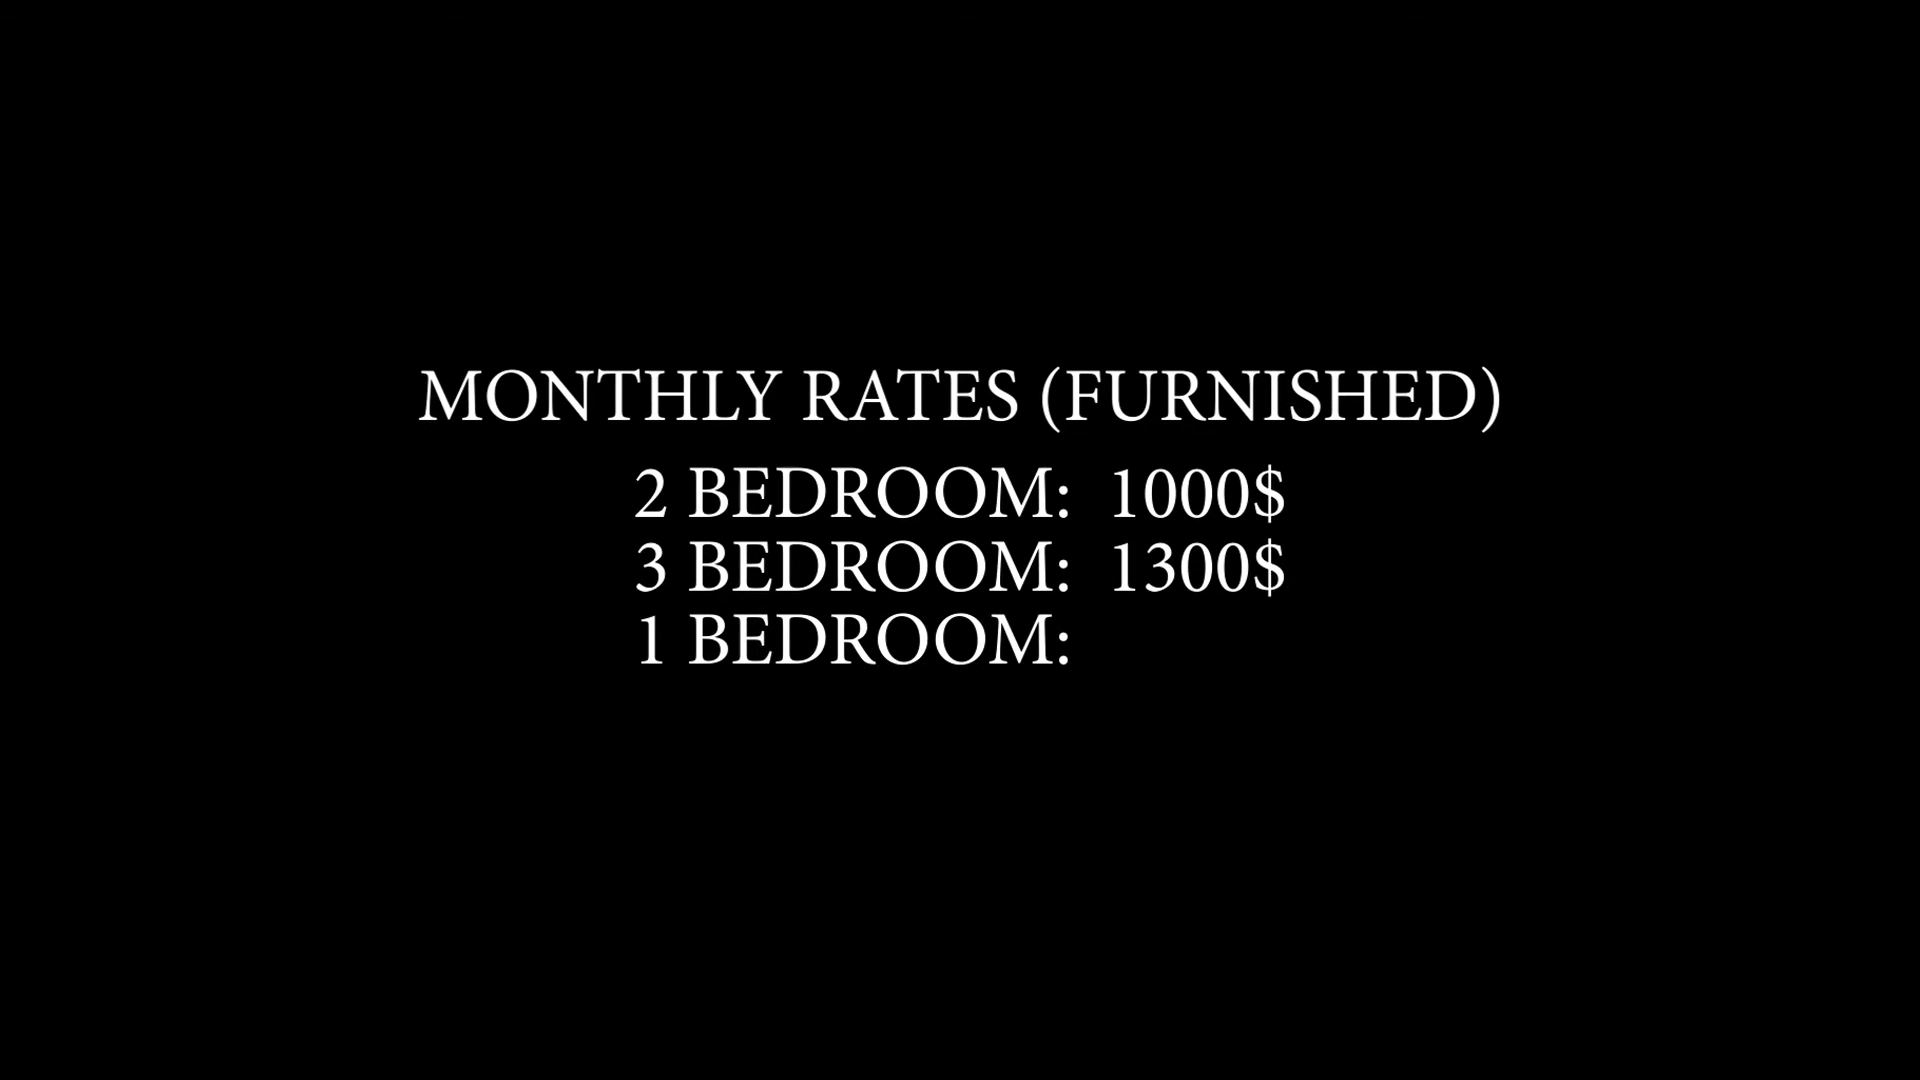 MONTHLY RATES (FURNISHED)
2 BEDROOM: 1000$
3 BEDROOM: 1300$
1 BEDROOM: